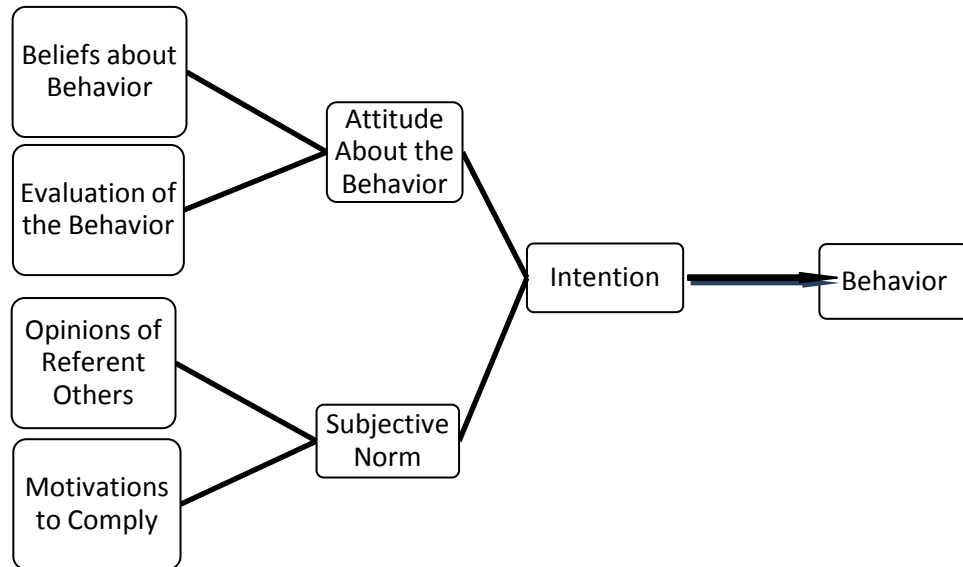 Beliefs about
Behavior
Evaluation of
the Behavior
Attitude
About the
Behavior
Opinions of
Referent
Others
Motivations
to Comply
Subjective
Norm
Intention
Behavior